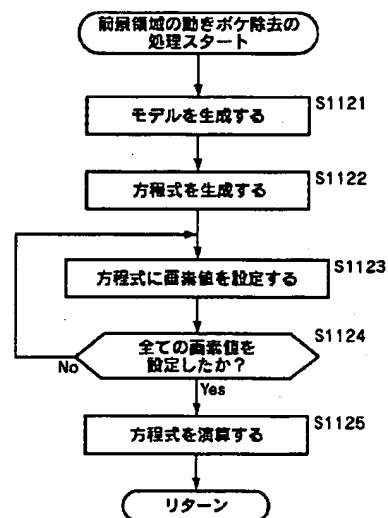 前景領域の動きボケ除去の
処理スタート
S1121
モデルを生成する
S1122
方程式を生成する
S1123
方程式に画素値を設定する
S1124
全ての画素値を
設定したか？
No
Yes
S1125
方程式を演算する
リターン